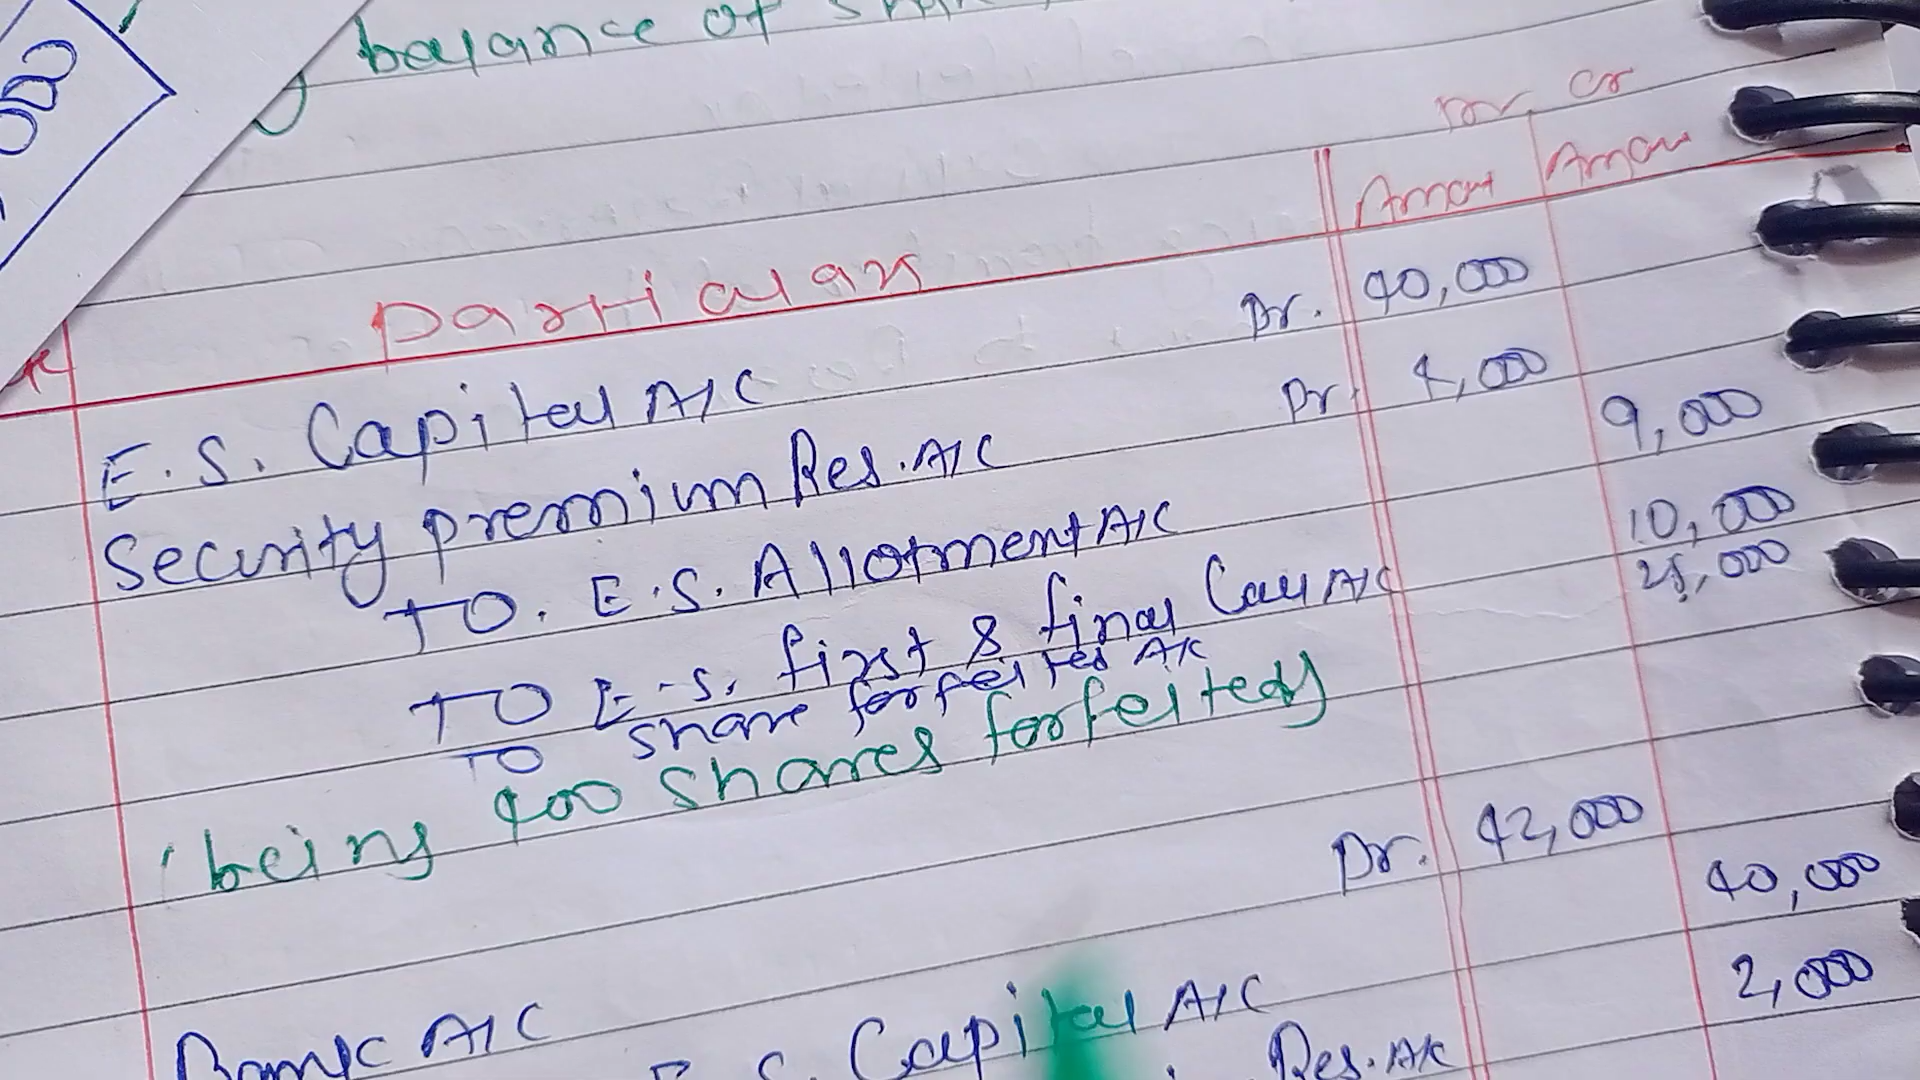 balance of
Dr. Cr
Particulars Amont Amoun
E.S. Capital A/C Dr. 40,000
Security premium Res. A/C Dr. 4,000
TO. E.S. Allotment A/C 9,000
TO E.S. first & final Call A/C 10,000
TO share forfeited A/C 25,000
(being 400 shares forfeited)
Bank A/C Dr. 42,000
Capital A/C 40,000
Res. A/C 2,000